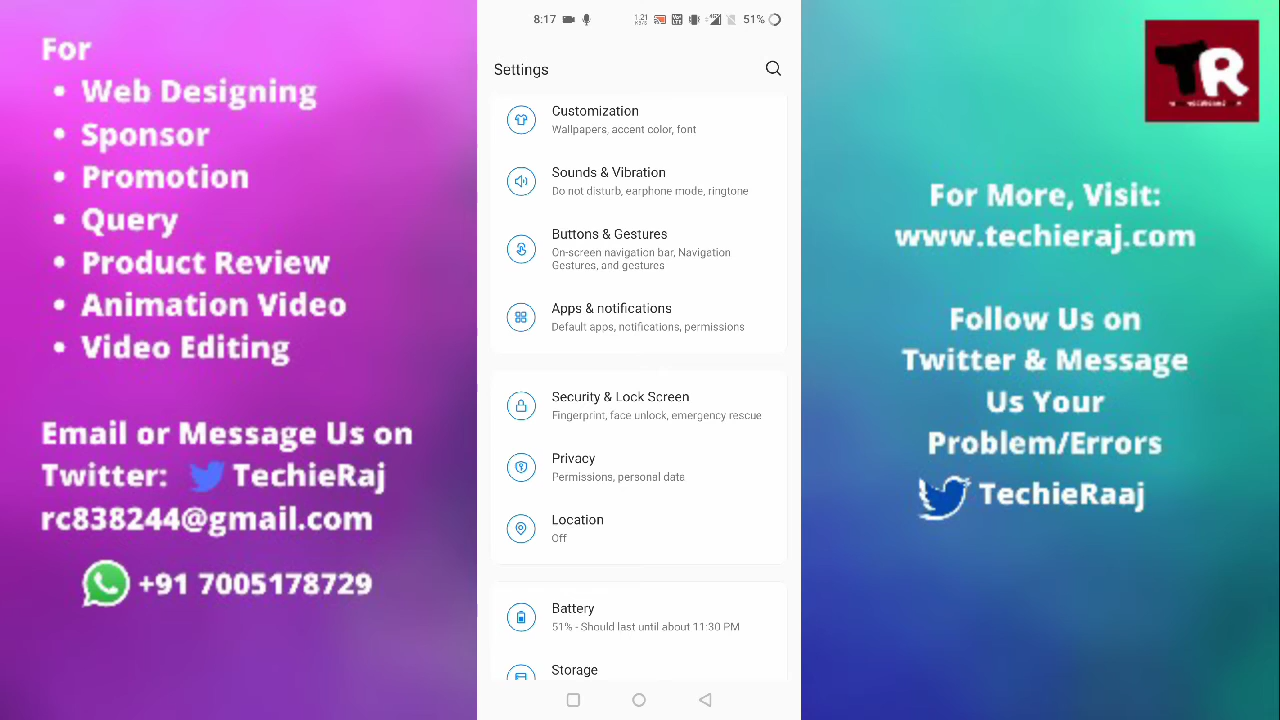 For
• Web Designing
• Sponsor
• Promotion
• Query
• Product Review
• Animation Video
• Video Editing
Email or Message Us on
Twitter: TechieRaj
rc838244@gmail.com
+91 7005178729
8:17
51%
Settings
Customization
Wallpapers, accent color, font
Sounds & Vibration
Do not disturb, earphone mode, ringtone
Buttons & Gestures
On-screen navigation bar, Navigation
Gestures, and gestures
Apps & notifications
Default apps, notifications, permissions
Security & Lock Screen
Fingerprint, face unlock, emergency rescue
Privacy
Permissions, personal data
Location
Off
Battery
51% - Should last until about 11:30 PM
Storage
TR
For More, Visit:
www.techieraj.com
Follow Us on
Twitter & Message
Us Your
Problem/Errors
TechieRaaj